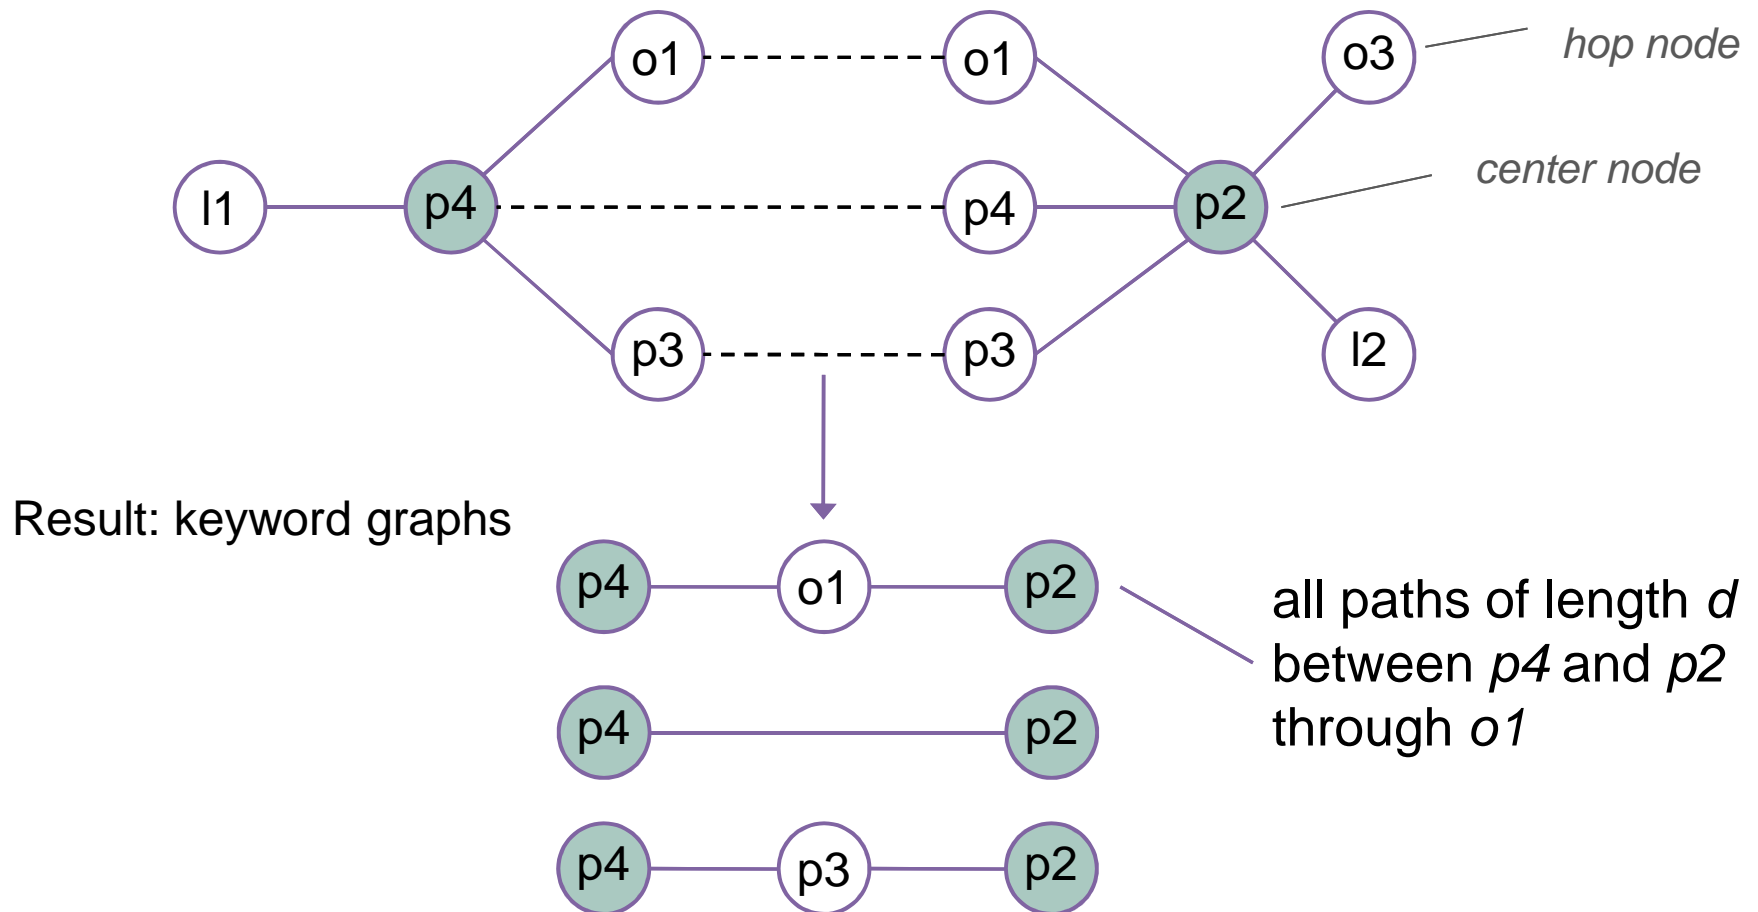 o1 o1 o3 hop node
l1 p4 p4 p2 center node
p3 p3 l2
Result: keyword graphs
p4 o1 p2
all paths of length d
between p4 and p2
through o1
p4 p2
p4 p3 p2